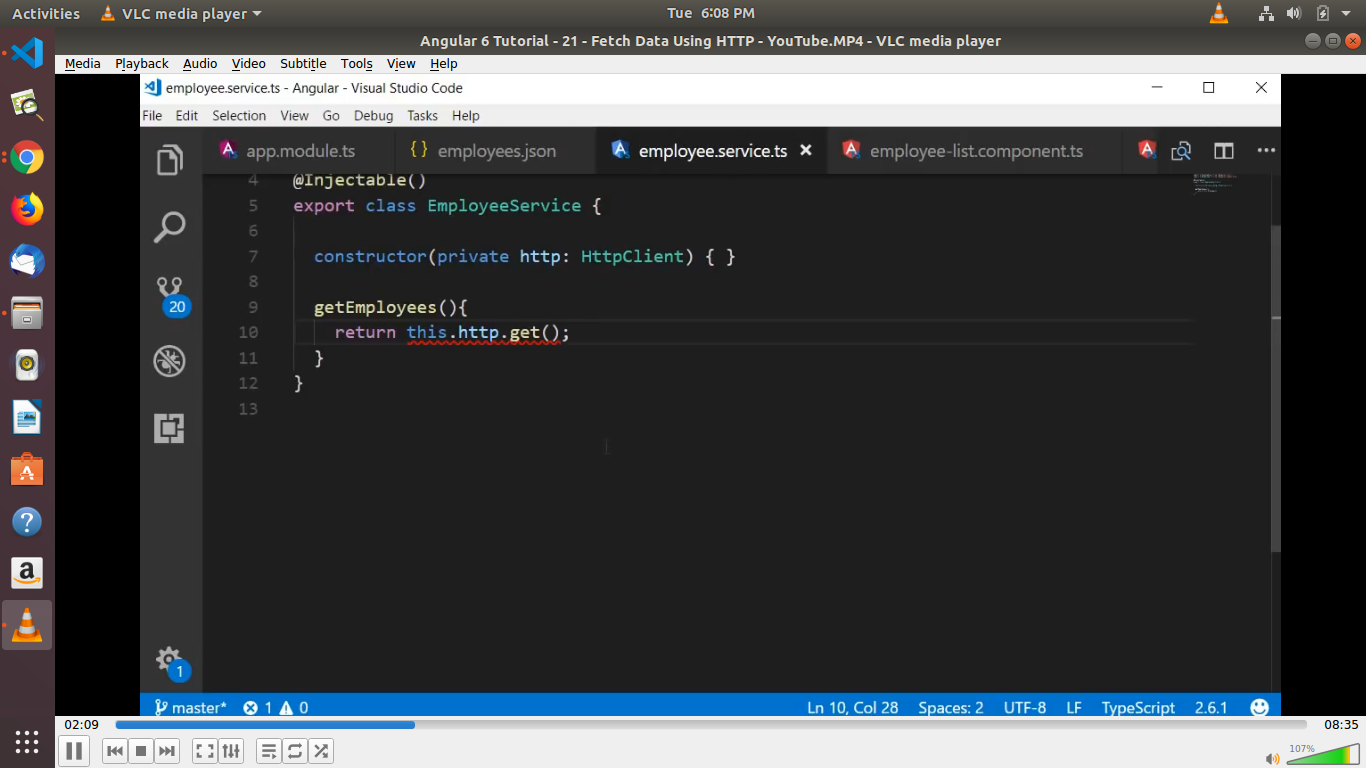 Activities VLC media player Tue 6:08 PM
Angular 6 Tutorial - 21 - Fetch Data Using HTTP - YouTube.MP4 - VLC media player
Media Playback Audio Video Subtitle Tools View Help
employee.service.ts - Angular - Visual Studio Code
File Edit Selection View Go Debug Tasks Help
app.module.ts {} employees.json employee.service.ts employee-list.component.ts
4 @Injectable()
5 export class EmployeeService {
6
7 constructor(private http: HttpClient) { }
8
9 getEmployees(){
10 return this.http.get();
11 }
12 }
13
20
1
master* 1 0 Ln 10, Col 28 Spaces: 2 UTF-8 LF TypeScript 2.6.1
02:09 08:35
107%